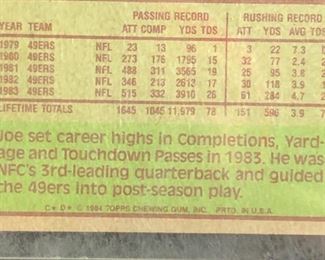 PASSING RECORD RUSHING RECORD
YEAR TEAM ATT COMP YDS TDS ATT YDS AVG TDS
1979 49ERS NFL 23 13 96 1 3 22 7.3
1980 49ERS NFL 273 176 1795 15 32 77 2.4
1981 49ERS NFL 488 311 3565 19 25 95 3.8
1982 49ERS NFL 346 213 2613 17 30 118 3.9
1983 49ERS NFL 515 332 3910 26 61 284 4.7
LIFETIME TOTALS 1645 1045 11,979 78 151 596 3.9
Joe set career highs in Completions, Yard-
age and Touchdown Passes in 1983. He was
NFC's 3rd-leading quarterback and guided
the 49ers into post-season play.
C★ D★ © 1984 TOPPS CHEWING GUM, INC. PRTD. IN U.S.A.